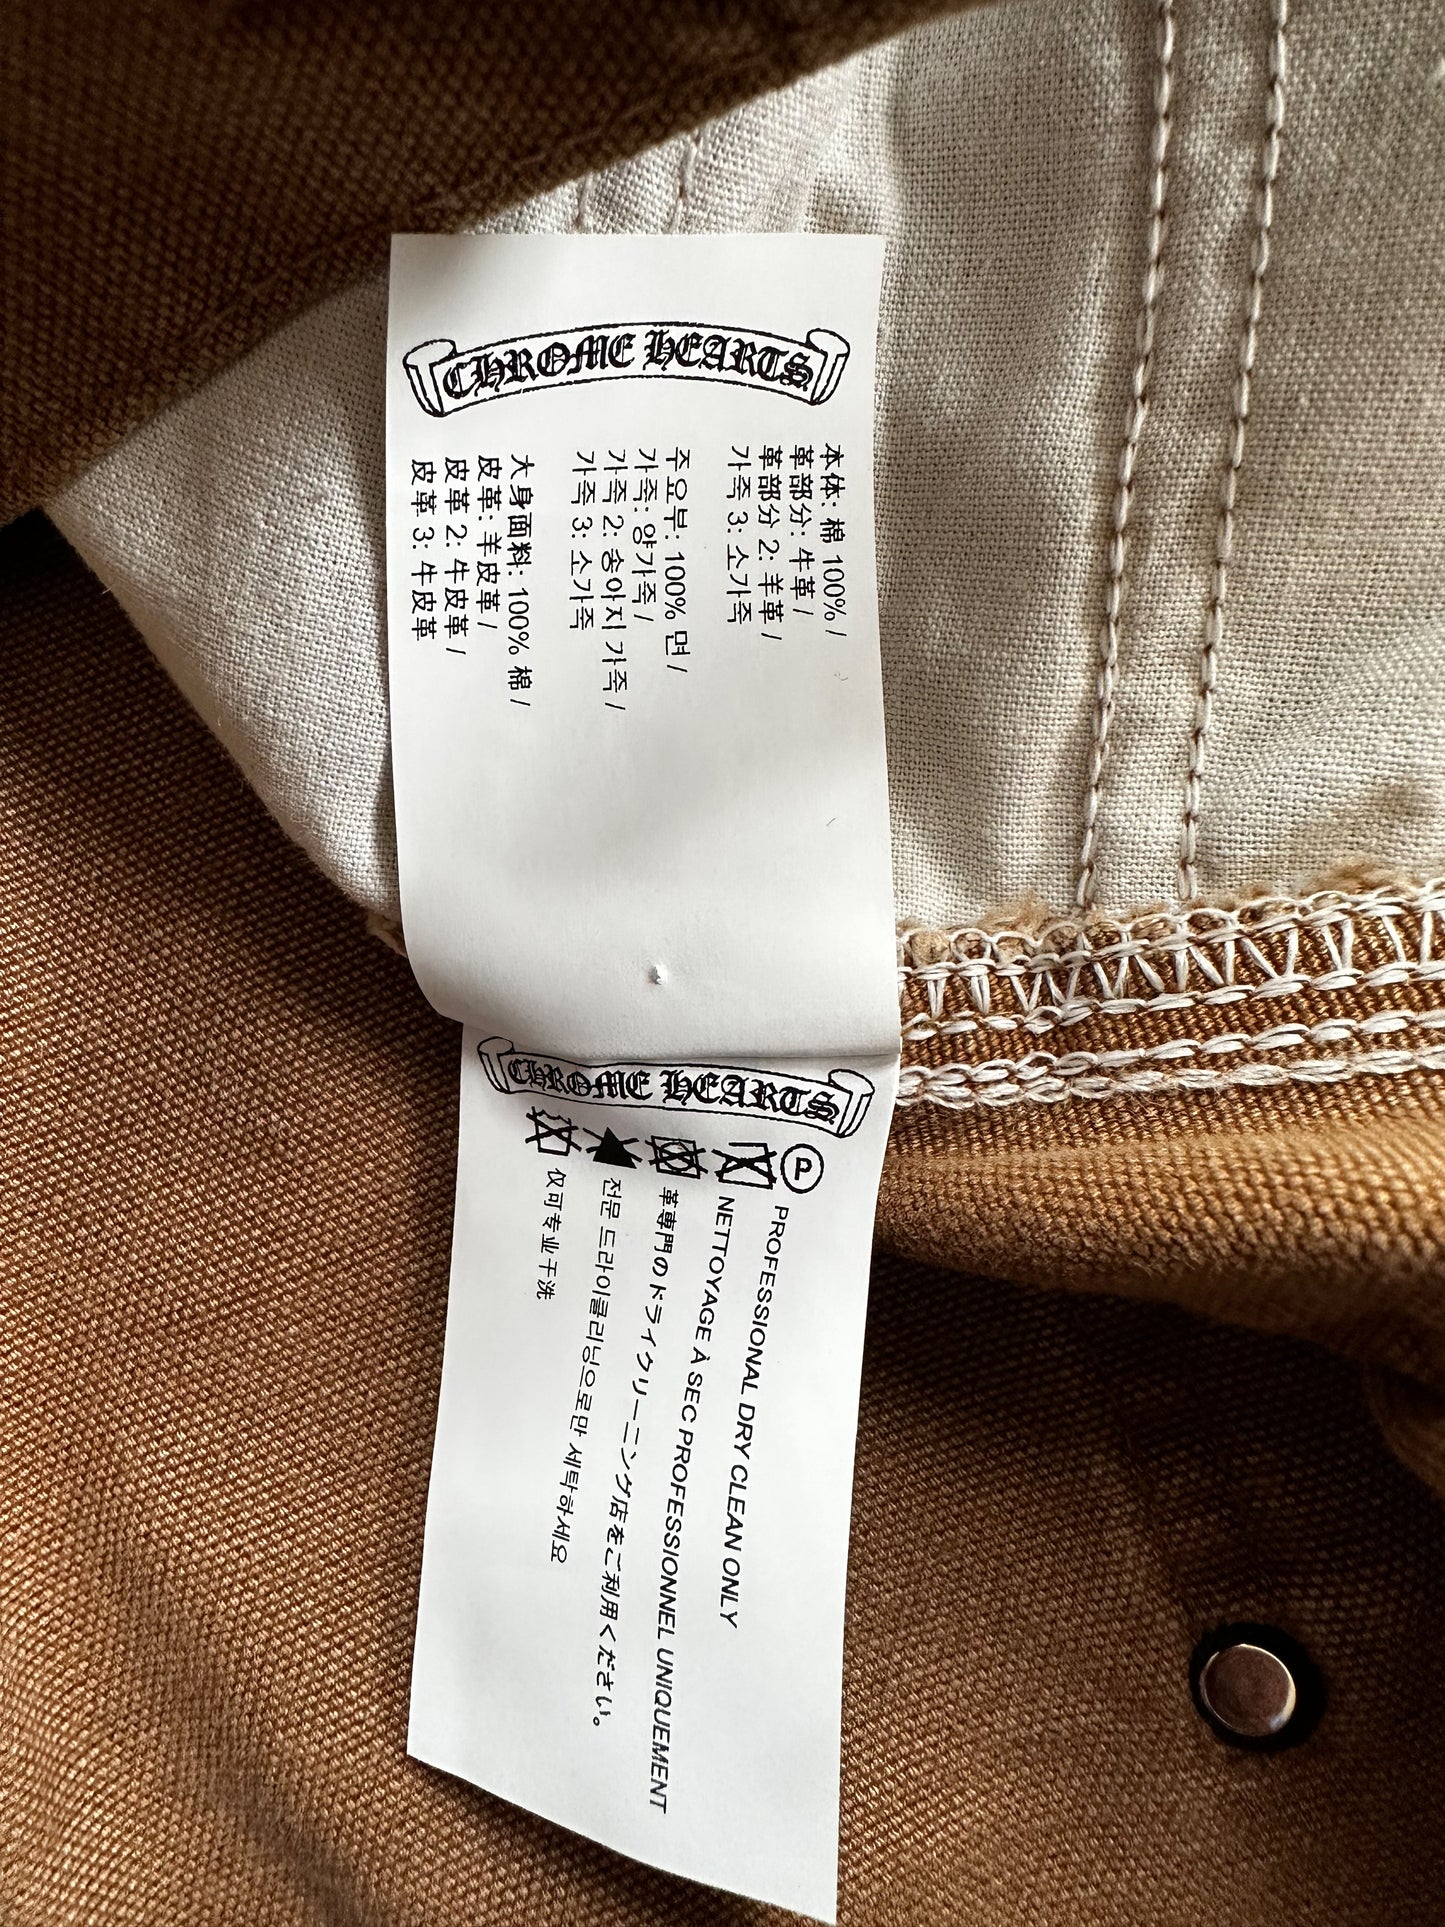 CHROME HEARTS
本体: 棉 100% /
革部分: 牛革 /
革部分 2: 羊革 /
가죽 3: 소가죽
주요부: 100% 면 /
가죽: 양가죽 /
가죽 2: 송아지 가죽 /
가죽 3: 소가죽
大身面料: 100% 棉 /
皮革: 羊皮革 /
皮革 2: 牛皮革 /
皮革 3: 牛皮革
CHROME HEARTS
P
PROFESSIONAL DRY CLEAN ONLY
NETTOYAGE À SEC PROFESSIONNEL UNIQUEMENT
革専門のドライクリーニング店をご利用ください。
전문 드라이클리닝으로만 세탁하세요
仅可专业干洗